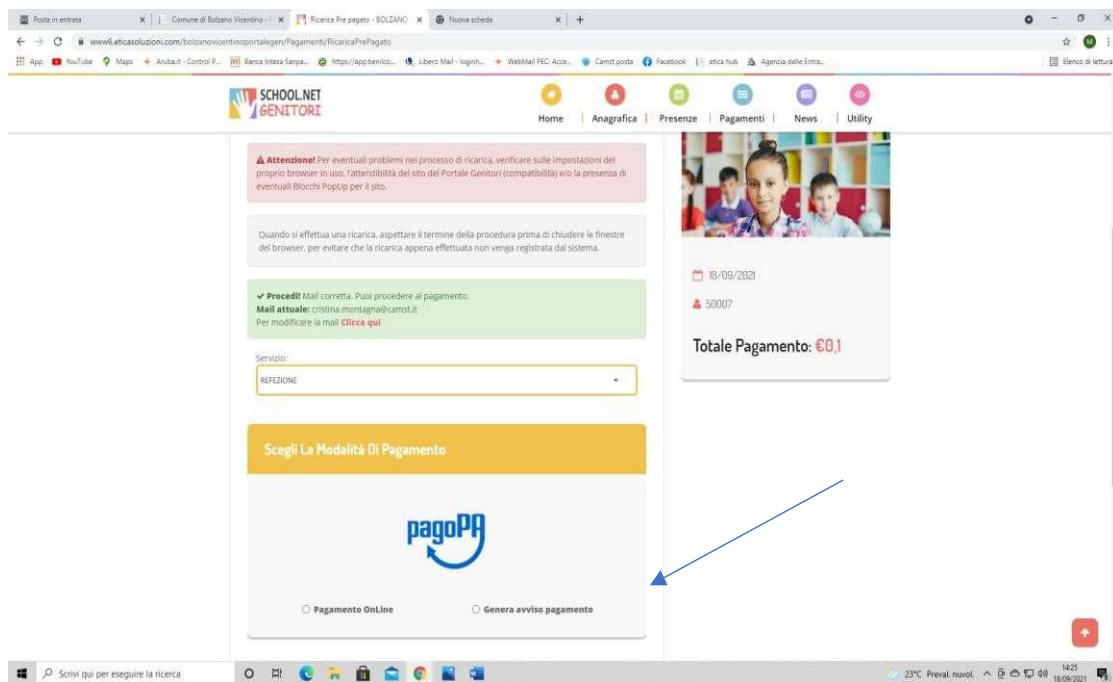 Posta in entrata
Comune di Bolzano Vicentino -
Ricarica Pre pagato - BOLZANO
Nuova scheda
www6.eticasoluzioni.com/bolzanovicentinoportalegen/Pagamenti/RicaricaPrePagato
App
YouTube
Maps
Aruba.it - Control P...
Banca Intesa Sanpa...
Libero Mail - loginh...
WebMail PEC: Acce...
Camst posta
Facebook
etica hub
Agenzia delle Entra...
Elenco di lettura
SCHOOL.NET
GENITORI
Home
Anagrafica
Presenze
Pagamenti
News
Utility
Attenzione! Per eventuali problemi nel processo di ricarica, verificare sulle impostazioni del
proprio browser in uso, l'attendibilità del sito del Portale Genitori (compatibilità) e/o la presenza di
eventuali Blocchi PopUp per il sito.
Quando si effettua una ricarica, aspettare il termine della procedura prima di chiudere le finestre
del browser, per evitare che la ricarica appena effettuata non venga registrata dal sistema.
Procedi! Mail corretta. Puoi procedere al pagamento.
Mail attuale: cristina.montagna@camst.it
Per modificare la mail Clicca qui
Servizio:
REFEZIONE
18/09/2021
50007
Totale Pagamento: €0,1
Scegli La Modalità Di Pagamento
pagoPA
Pagamento OnLine
Genera avviso pagamento
Scrivi qui per eseguire la ricerca
23°C Preval. nuvol.
14:25
18/09/2021